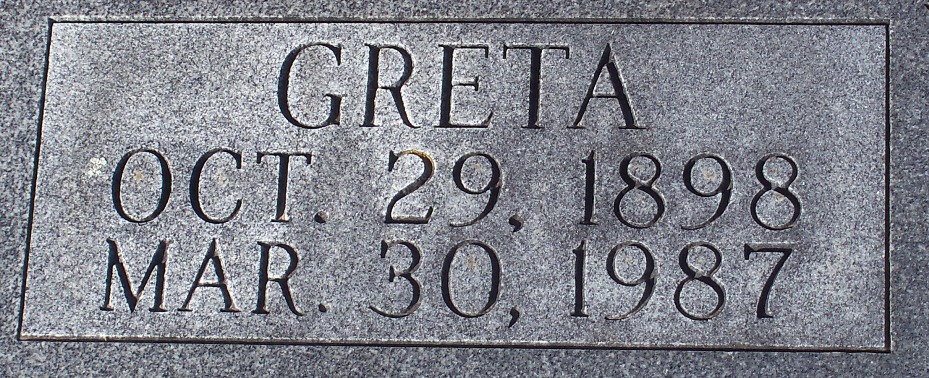 GRETA
OCT. 29, 1898
MAR. 30, 1987